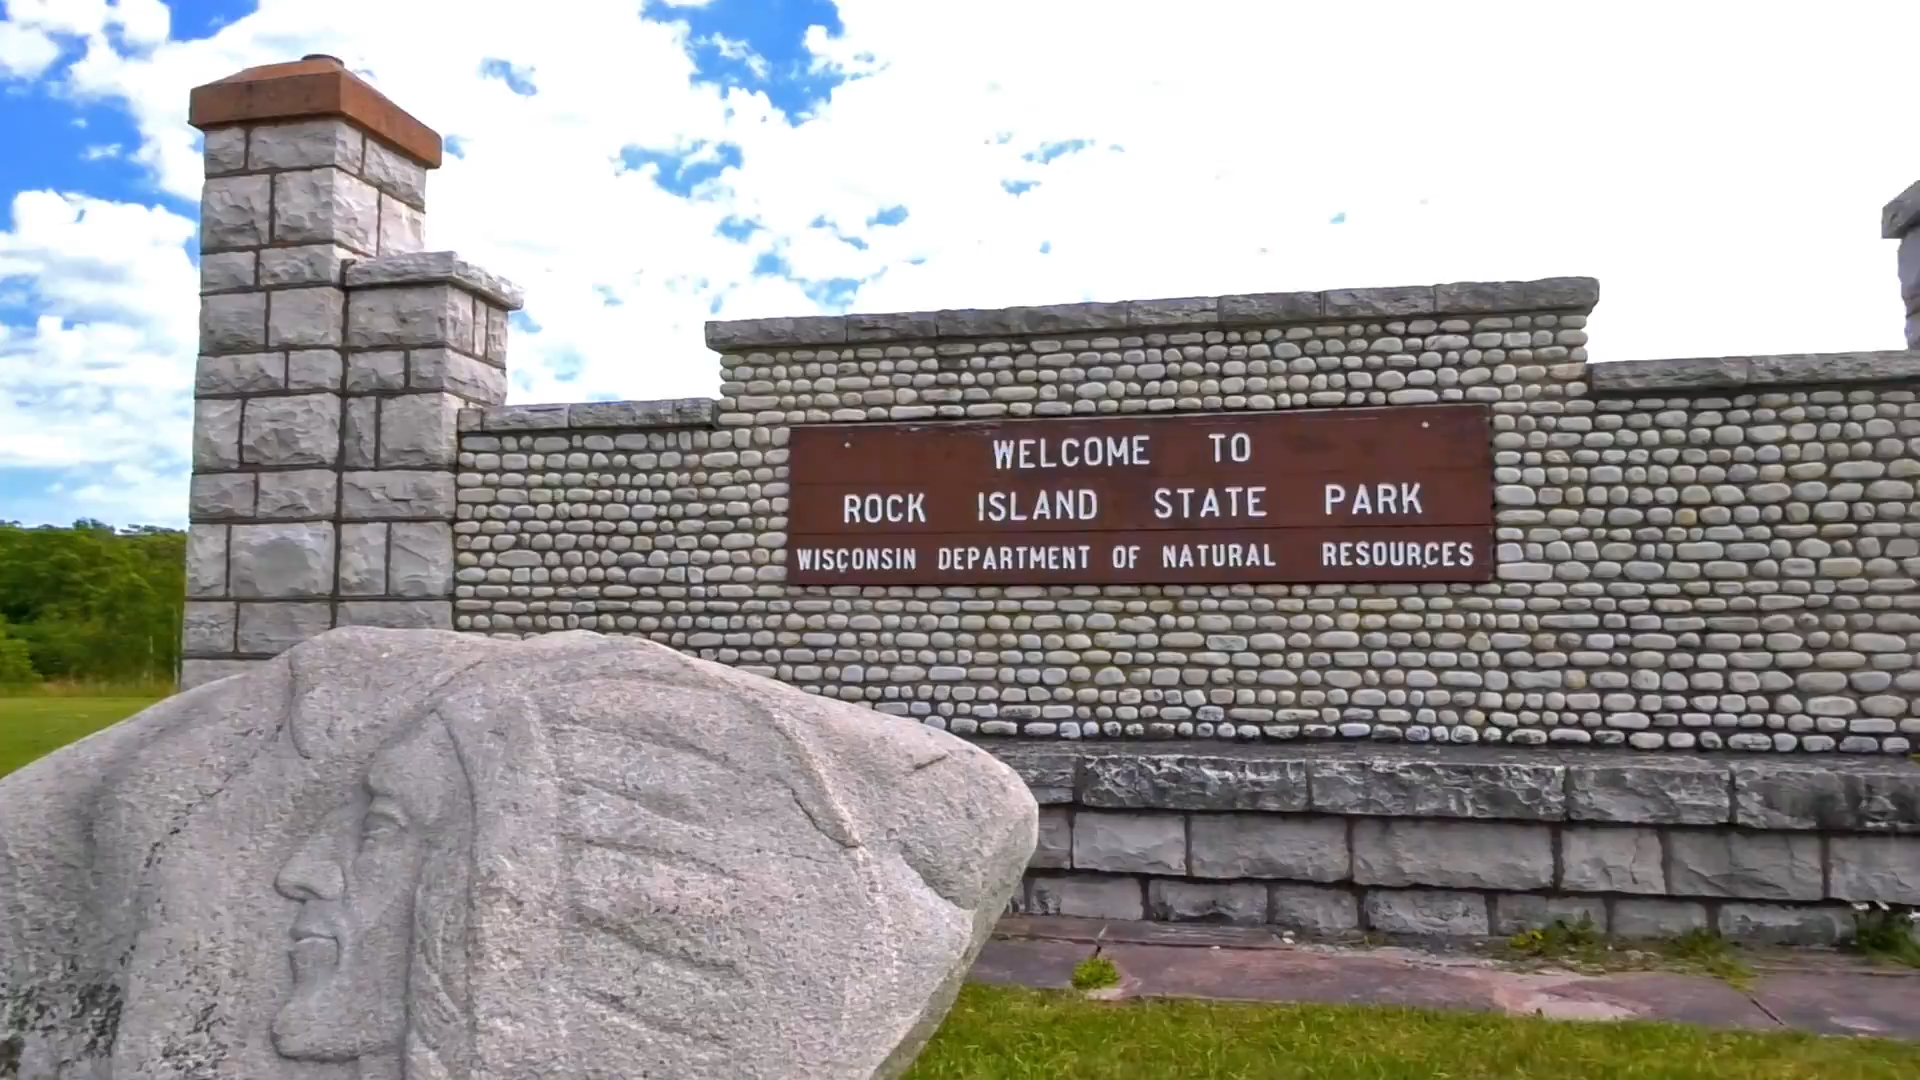 WELCOME TO
ROCK ISLAND STATE PARK
WISCONSIN DEPARTMENT OF NATURAL RESOURCES